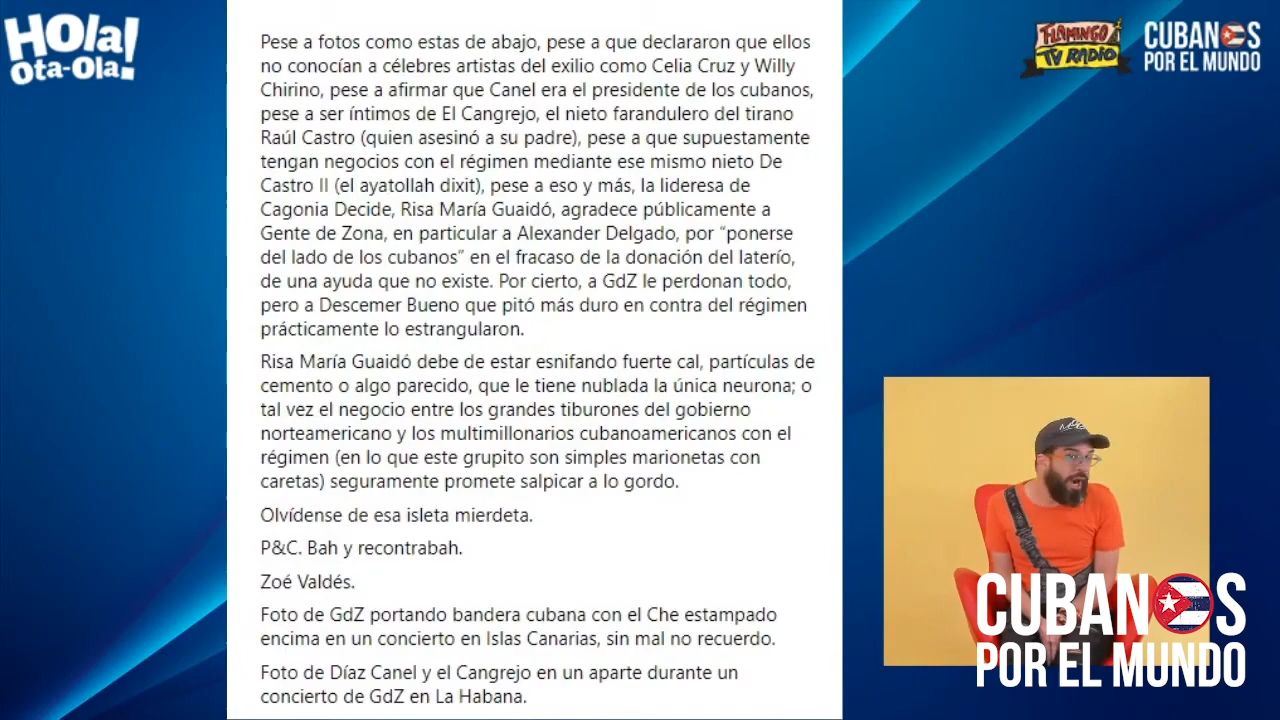 Hola!
Ota-Ola!
FLAMINGO
TV RADIO
CUBANOS
POR EL MUNDO
Pese a fotos como estas de abajo, pese a que declararon que ellos
no conocían a célebres artistas del exilio como Celia Cruz y Willy
Chirino, pese a afirmar que Canel era el presidente de los cubanos,
pese a ser íntimos de El Cangrejo, el nieto farandulero del tirano
Raúl Castro (quien asesinó a su padre), pese a que supuestamente
tengan negocios con el régimen mediante ese mismo nieto De
Castro II (el ayatollah dixit), pese a eso y más, la lideresa de
Cagonia Decide, Risa María Guaidó, agradece públicamente a
Gente de Zona, en particular a Alexander Delgado, por “ponerse
del lado de los cubanos” en el fracaso de la donación del laterío,
de una ayuda que no existe. Por cierto, a GdZ le perdonan todo,
pero a Descemer Bueno que pitó más duro en contra del régimen
prácticamente lo estrangularon.
Risa María Guaidó debe de estar esnifando fuerte cal, partículas de
cemento o algo parecido, que le tiene nublada la única neurona; o
tal vez el negocio entre los grandes tiburones del gobierno
norteamericano y los multimillonarios cubanoamericanos con el
régimen (en lo que este grupito son simples marionetas con
caretas) seguramente promete salpicar a lo gordo.
Olvídense de esa isleta mierdeta.
P&C. Bah y recontrabah.
Zoé Valdés.
Foto de GdZ portando bandera cubana con el Che estampado
encima en un concierto en Islas Canarias, sin mal no recuerdo.
Foto de Díaz Canel y el Cangrejo en un aparte durante un
concierto de GdZ en La Habana.
CUBANOS
POR EL MUNDO